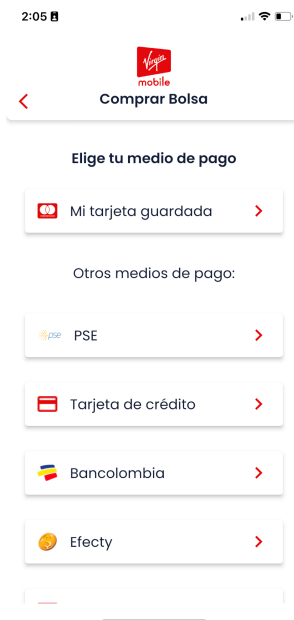 2:05
Virgin
mobile
Comprar Bolsa
Elige tu medio de pago
Mi tarjeta guardada
Otros medios de pago:
pse PSE
Tarjeta de crédito
Bancolombia
Efecty